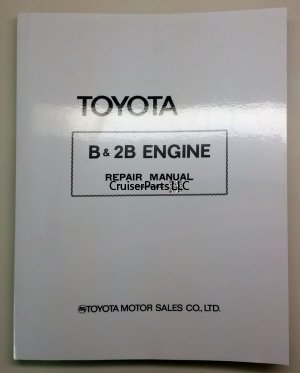 TOYOTA
B & 2B ENGINE
REPAIR MANUAL
CruiserParts LLC
TOYOTA MOTOR SALES CO., LTD.